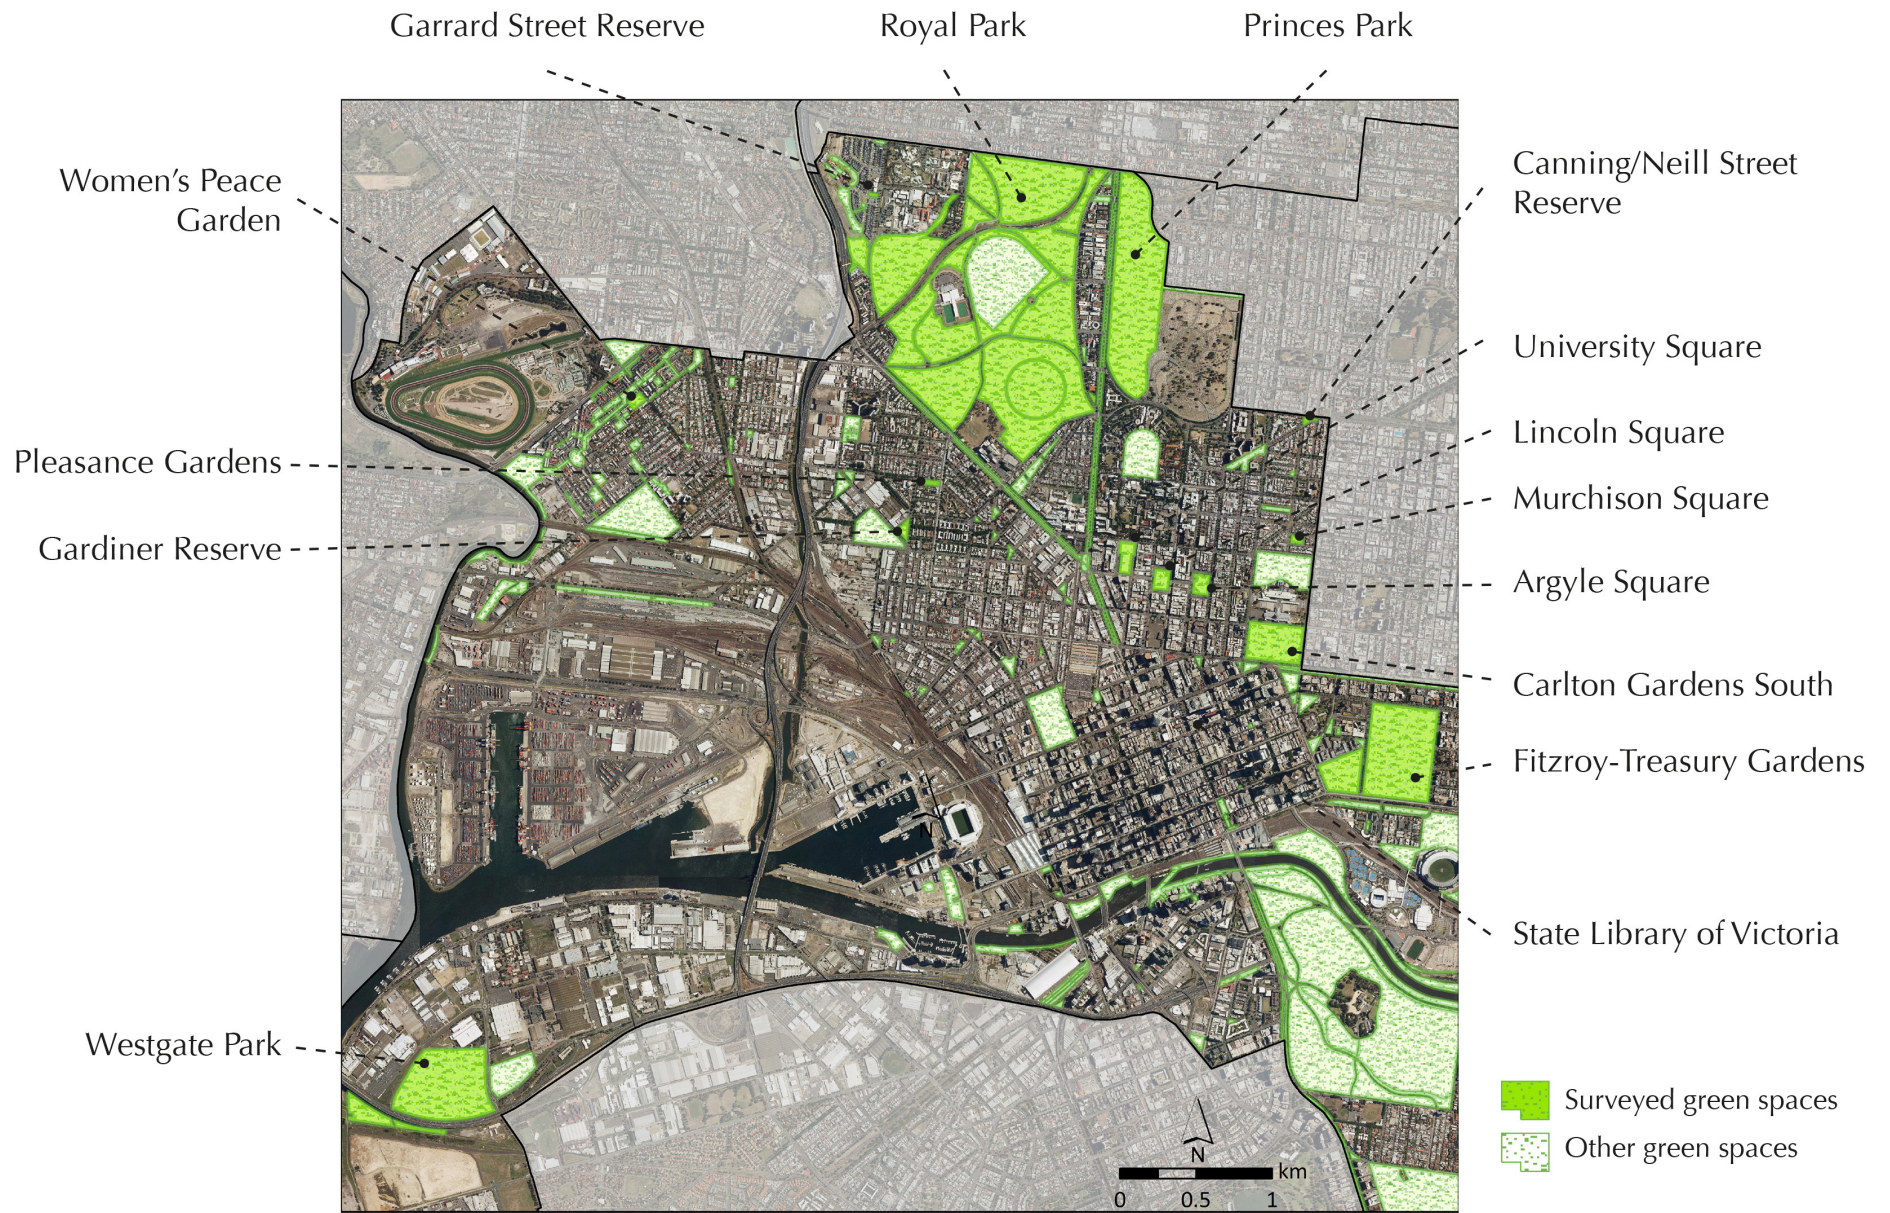 Garrard Street Reserve
Royal Park
Princes Park
Women's Peace
Garden
Canning/Neill Street
Reserve
University Square
Lincoln Square
Pleasance Gardens
Murchison Square
Gardiner Reserve
Argyle Square
Carlton Gardens South
Fitzroy-Treasury Gardens
N
State Library of Victoria
Westgate Park
Surveyed green spaces
Other green spaces
N
km
0 0.5 1